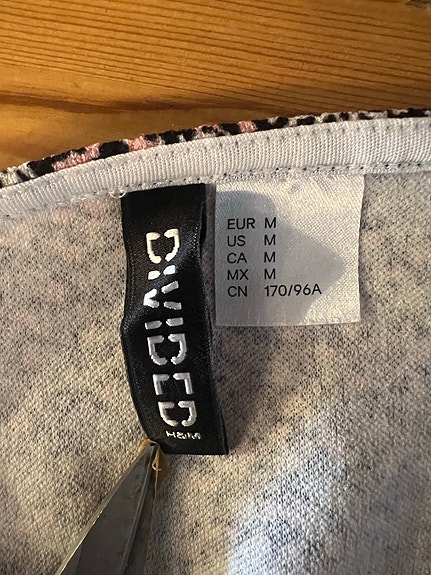 DIVIDED
H&M
EUR M
US M
CA M
MX M
CN 170/96A